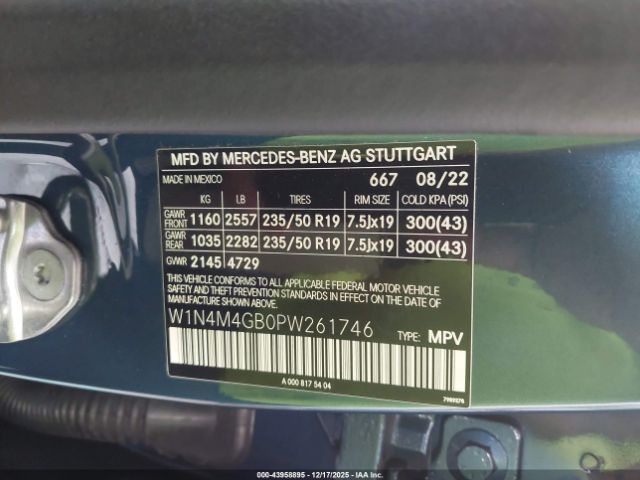 MFD BY MERCEDES-BENZ AG STUTTGART
MADE IN MEXICO 667 08/22
KG LB TIRES RIM SIZE COLD KPA (PSI)
GAWR FRONT 1160 2557 235/50 R19 7.5Jx19 300(43)
GAWR REAR 1035 2282 235/50 R19 7.5Jx19 300(43)
GVWR 2145 4729
THIS VEHICLE CONFORMS TO ALL APPLICABLE FEDERAL MOTOR VEHICLE
SAFETY AND THEFT PREVENTION STANDARDS IN EFFECT ON THE DATE OF
MANUFACTURE SHOWN ABOVE.
W1N4M4GB0PW261746 TYPE: MPV
A 000 817 54 04
000-43958895 - 12/17/2025 - IAAI.COM